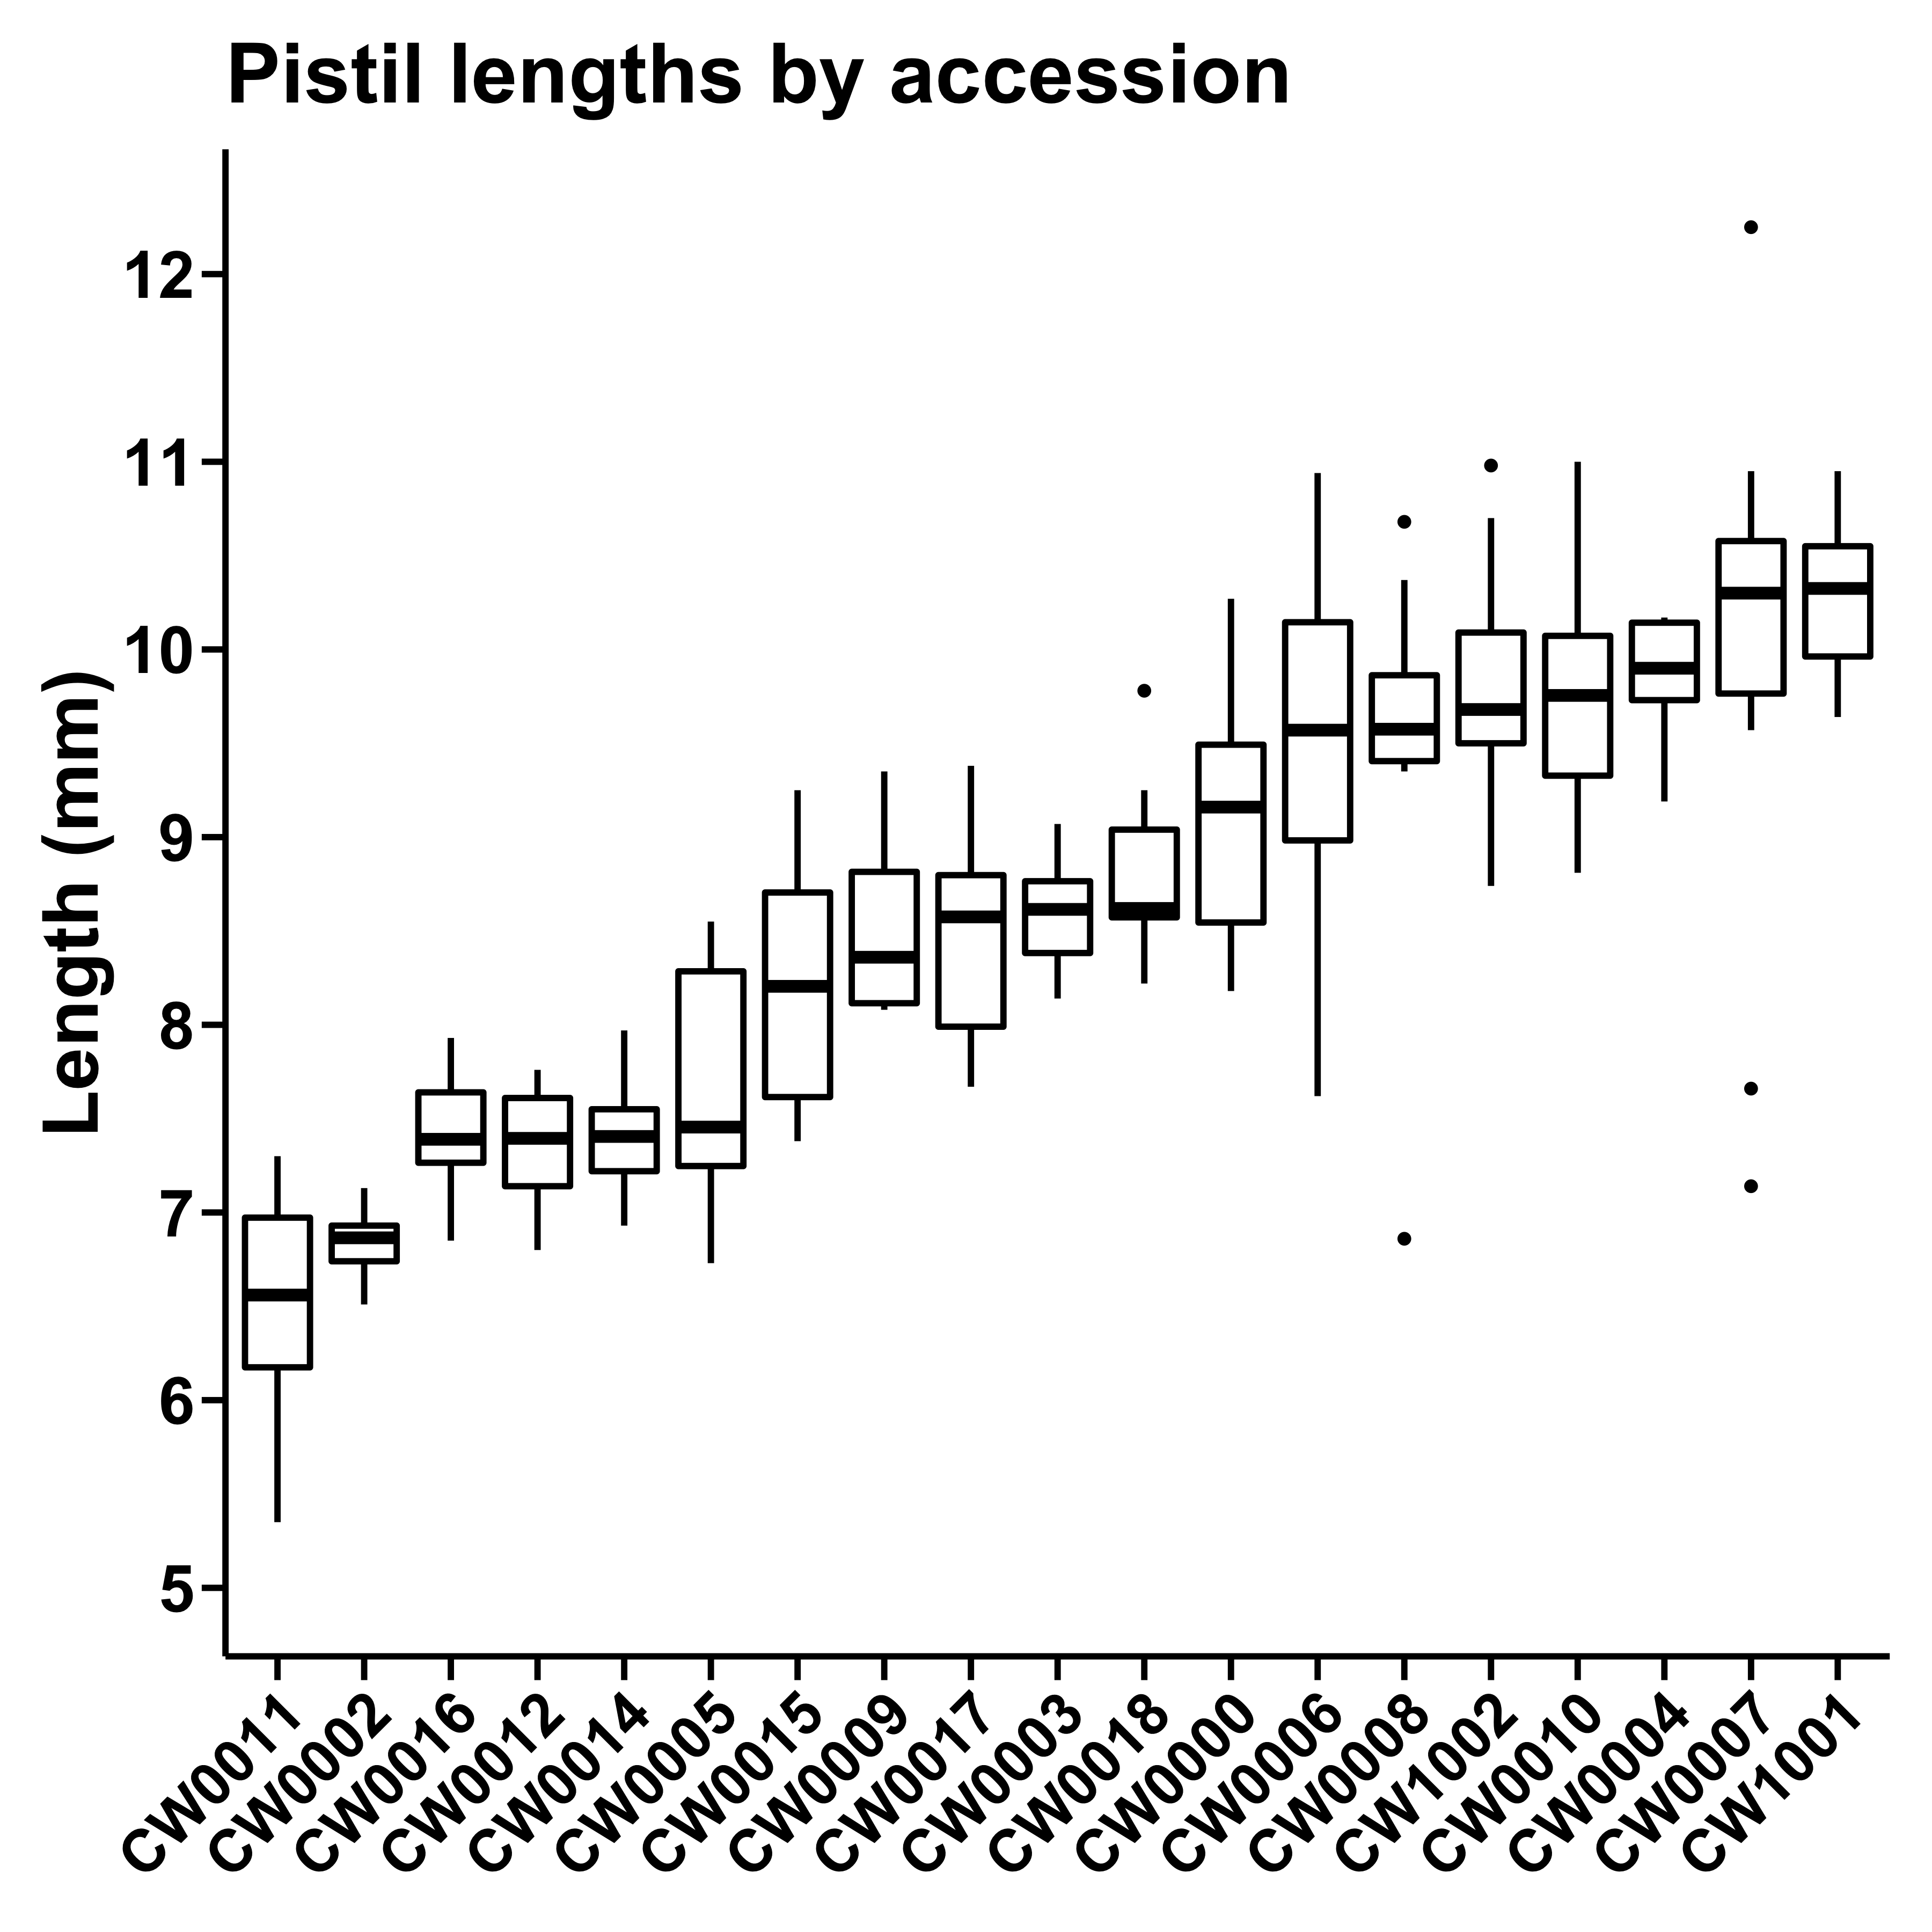 Pistil lengths by accession
Length (mm)
12
11
10
9
8
7
6
5
CW0011
CW0002
CW0016
CW0012
CW0014
CW0005
CW0015
CW0009
CW0017
CW0003
CW0018
CW0000
CW0006
CW0008
CW1002
CW0010
CW0004
CW0007
CW1001